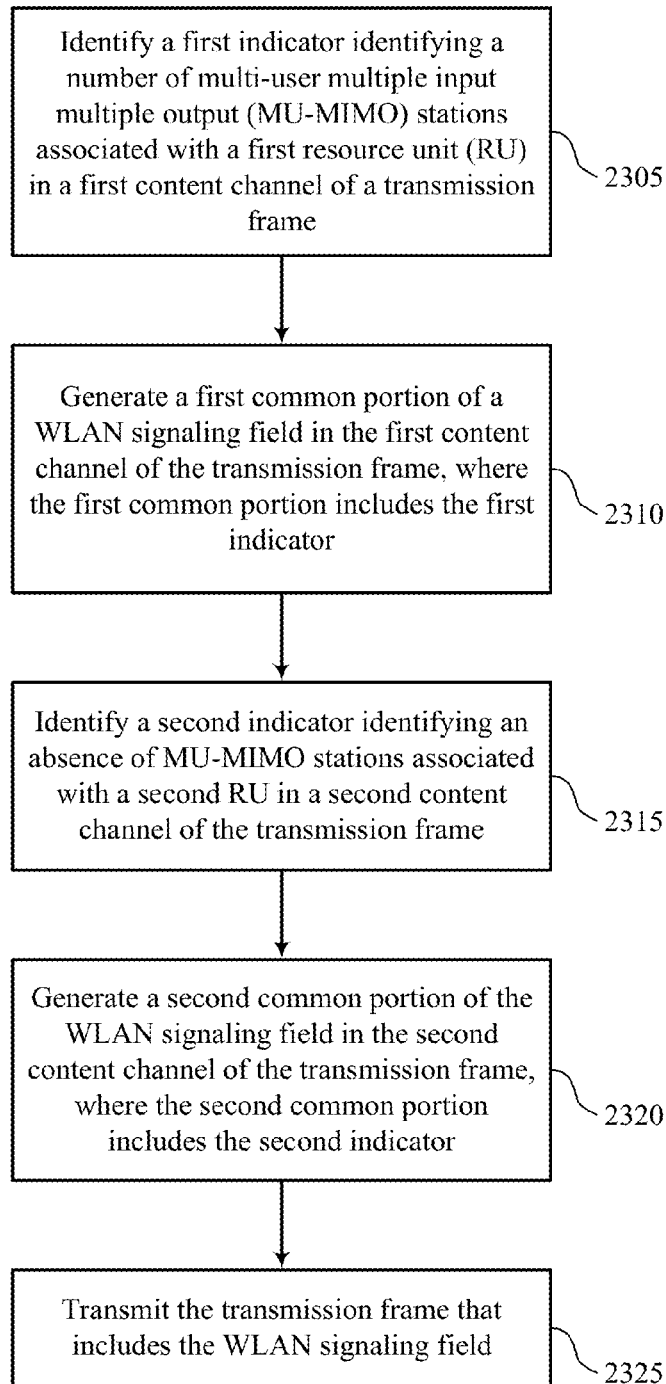 Identify a first indicator identifying a
number of multi-user multiple input
multiple output (MU-MIMO) stations
associated with a first resource unit (RU)
in a first content channel of a transmission
frame
2305
Generate a first common portion of a
WLAN signaling field in the first content
channel of the transmission frame, where
the first common portion includes the first
indicator
2310
Identify a second indicator identifying an
absence of MU-MIMO stations associated
with a second RU in a second content
channel of the transmission frame
2315
Generate a second common portion of the
WLAN signaling field in the second
content channel of the transmission frame,
where the second common portion
includes the second indicator
2320
Transmit the transmission frame that
includes the WLAN signaling field
2325